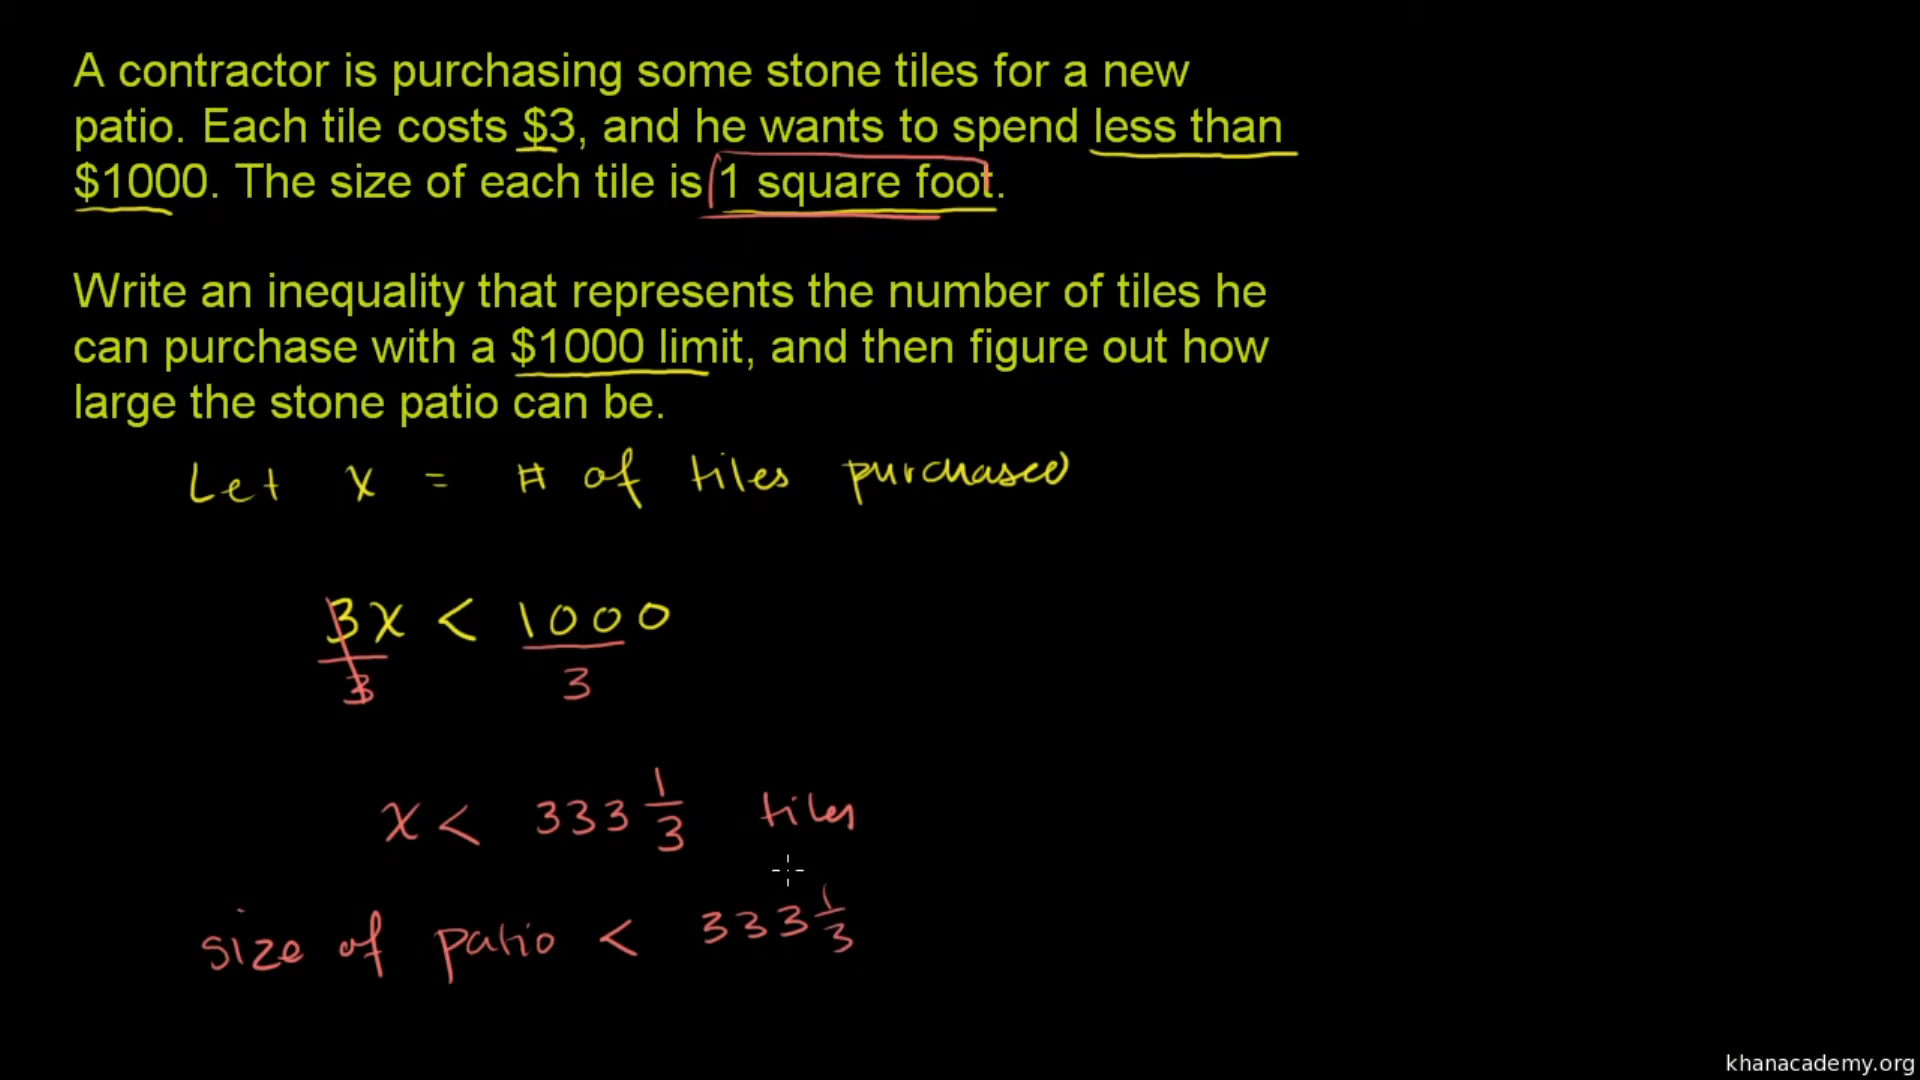 A contractor is purchasing some stone tiles for a new
patio. Each tile costs $3, and he wants to spend less than
$1000. The size of each tile is 1 square foot.
Write an inequality that represents the number of tiles he
can purchase with a $1000 limit, and then figure out how
large the stone patio can be.
Let x = # of tiles purchased
3x < 1000
3 3
x < 333 1/3 tiles
size of patio < 333 1/3
khanacademy.org